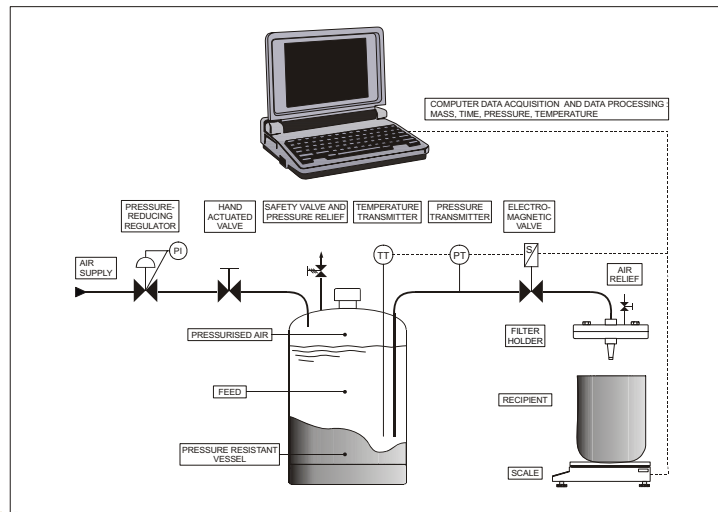 COMPUTER DATA ACQUISITION AND DATA PROCESSING :
MASS, TIME, PRESSURE, TEMPERATURE
PRESSURE-
REDUCING
REGULATOR
HAND
ACTUATED
VALVE
SAFETY VALVE AND
PRESSURE RELIEF
TEMPERATURE
TRANSMITTER
PRESSURE
TRANSMITTER
ELECTRO-
MAGNETIC
VALVE
PI
TT
PT
S
AIR
SUPPLY
AIR
RELIEF
PRESSURISED AIR
FILTER
HOLDER
FEED
RECIPIENT
PRESSURE RESISTANT
VESSEL
SCALE